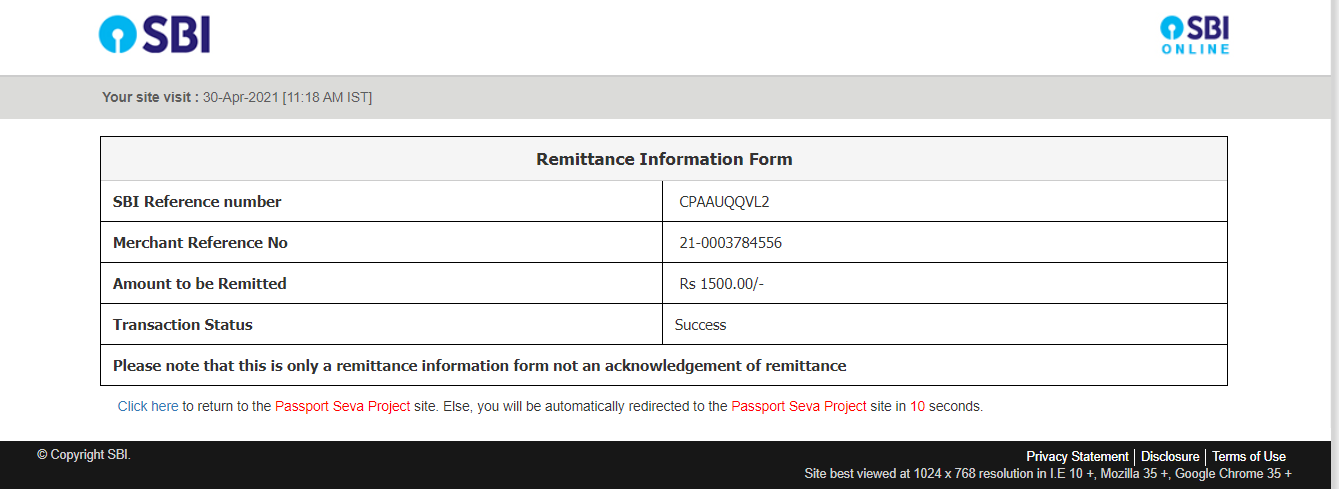 SBI
SBI
ONLINE
Your site visit : 30-Apr-2021 [11:18 AM IST]
Remittance Information Form
SBI Reference number CPAAUQQVL2
Merchant Reference No 21-0003784556
Amount to be Remitted Rs 1500.00/-
Transaction Status Success
Please note that this is only a remittance information form not an acknowledgement of remittance
Click here to return to the Passport Seva Project site. Else, you will be automatically redirected to the Passport Seva Project site in 10 seconds.
© Copyright SBI.
Privacy Statement | Disclosure | Terms of Use
Site best viewed at 1024 x 768 resolution in I.E 10 +, Mozilla 35 +, Google Chrome 35 +